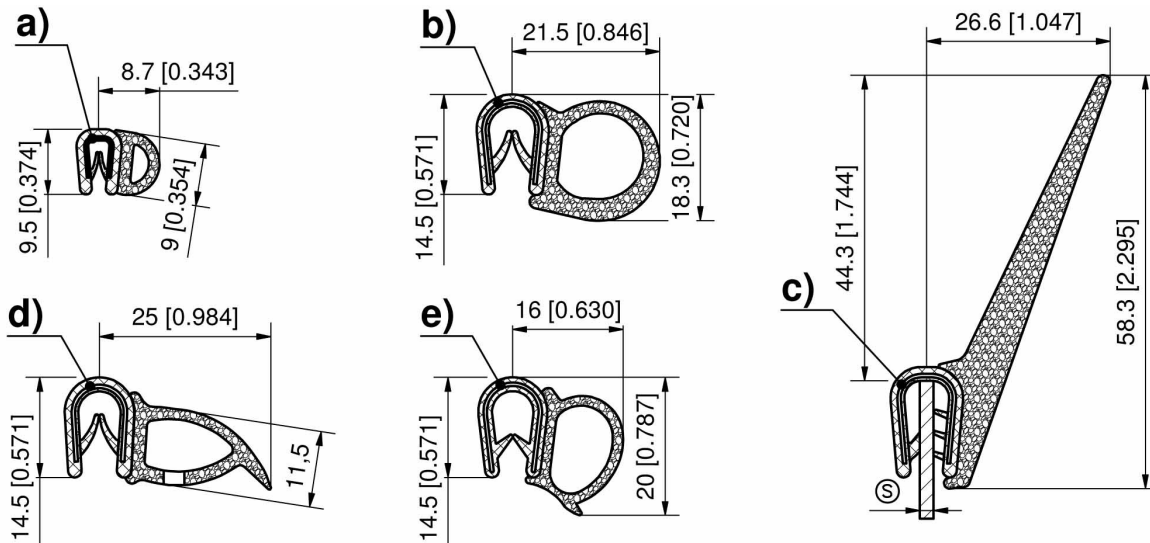 a)
8.7 [0.343]
9.5 [0.374]
9 [0.354]
b)
21.5 [0.846]
14.5 [0.571]
18.3 [0.720]
26.6 [1.047]
44.3 [1.744]
58.3 [2.295]
c)
S
d)
25 [0.984]
14.5 [0.571]
11,5
e)
16 [0.630]
14.5 [0.571]
20 [0.787]